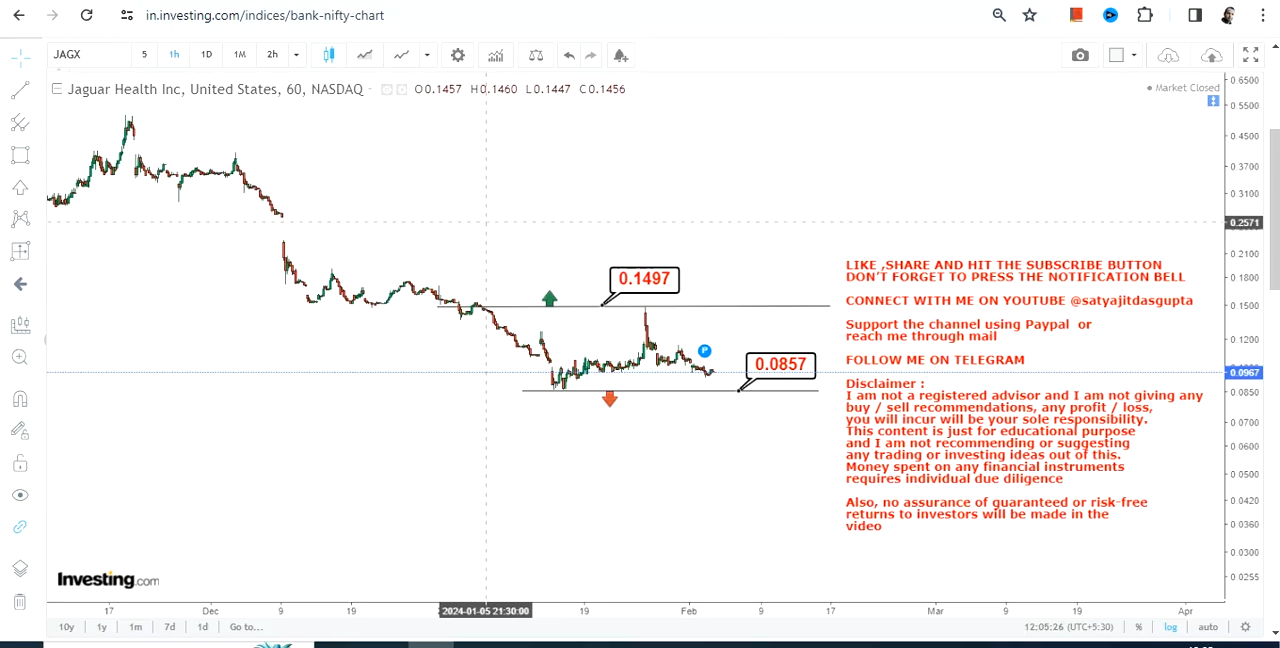 in.investing.com/indices/bank-nifty-chart
JAGX 5 1h 1D 1M 2h
Jaguar Health Inc, United States, 60, NASDAQ O0.1457 H0.1460 L0.1447 C0.1456
Market Closed
0.6500
0.5500
0.4500
0.3700
0.3100
0.2571
0.2100
0.1800
0.1500
0.1200
0.0967
0.0850
0.0700
0.0600
0.0500
0.0420
0.0360
0.0300
0.0255
0.1497
0.0857
P
LIKE ,SHARE AND HIT THE SUBSCRIBE BUTTON
DON'T FORGET TO PRESS THE NOTIFICATION BELL
CONNECT WITH ME ON YOUTUBE @satyajitdasgupta
Support the channel using Paypal or
reach me through mail
FOLLOW ME ON TELEGRAM
Disclaimer :
I am not a registered advisor and I am not giving any
buy / sell recommendations, any profit / loss,
you will incur will be your sole responsibility.
This content is just for educational purpose
and I am not recommending or suggesting
any trading or investing ideas out of this.
Money spent on any financial instruments
requires individual due diligence
Also, no assurance of guaranteed or risk-free
returns to investors will be made in the
video
Investing.com
17 Dec 9 19 2024-01-05 21:30:00 19 Feb 9 17 Mar 9 19 Apr
10y 1y 1m 7d 1d Go to... 12:05:26 (UTC+5:30) % log auto